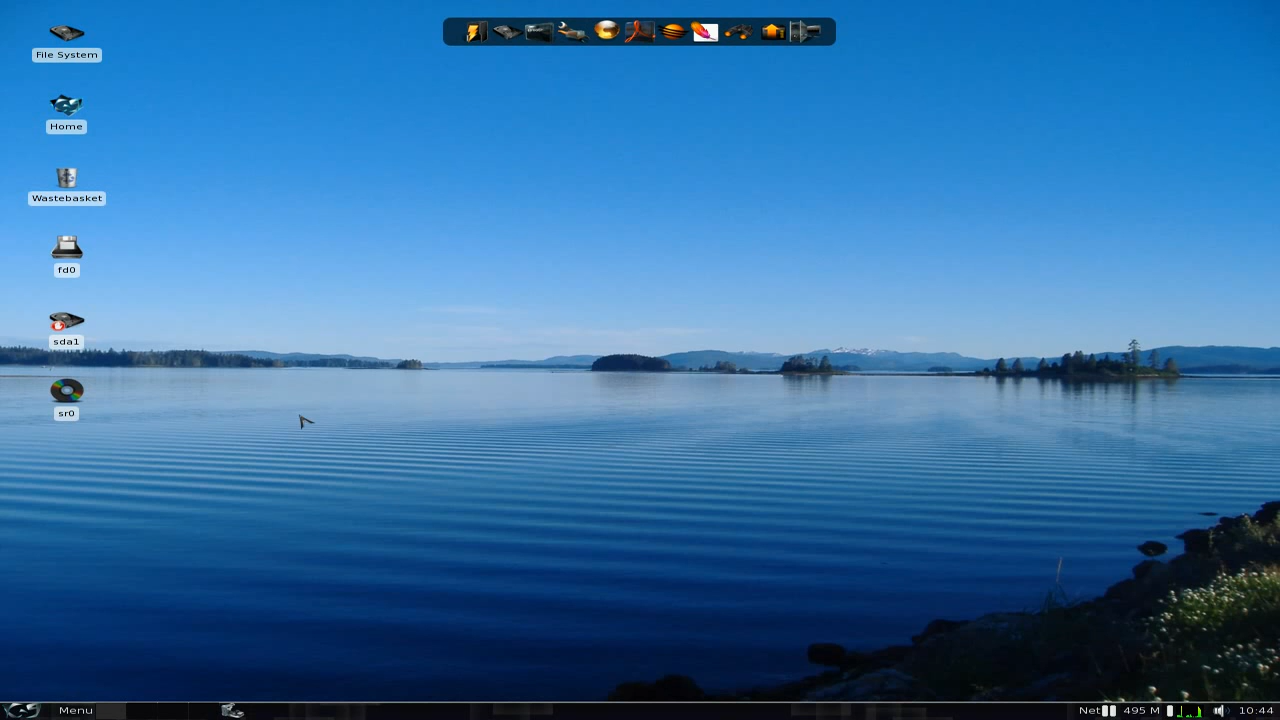 File System
Home
Wastebasket
fd0
sda1
sr0
Menu
Net
495 M
10:44